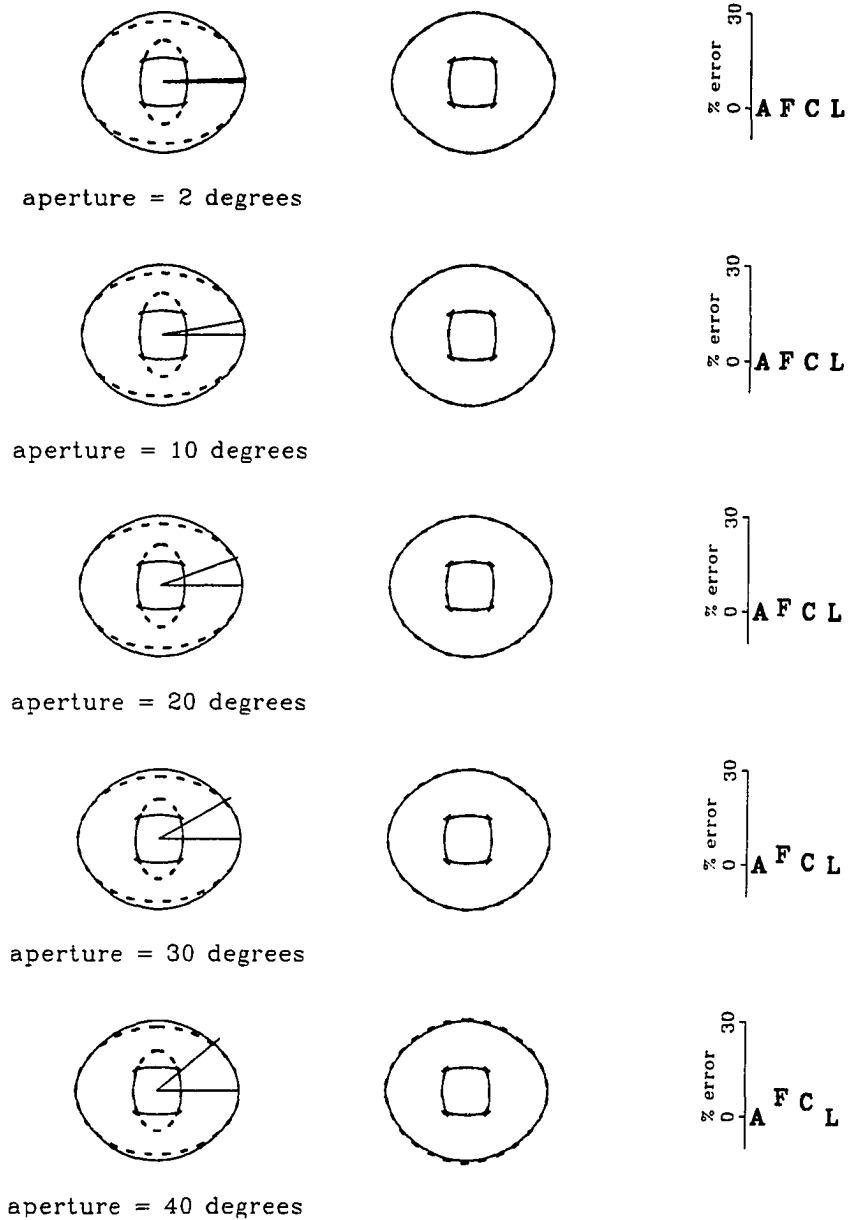 30
% error
0
A F C L
aperture = 2 degrees
30
% error
0
A F C L
aperture = 10 degrees
30
% error
0
A F C L
aperture = 20 degrees
30
% error
0
A F C L
aperture = 30 degrees
30
% error
0
A F C L
aperture = 40 degrees